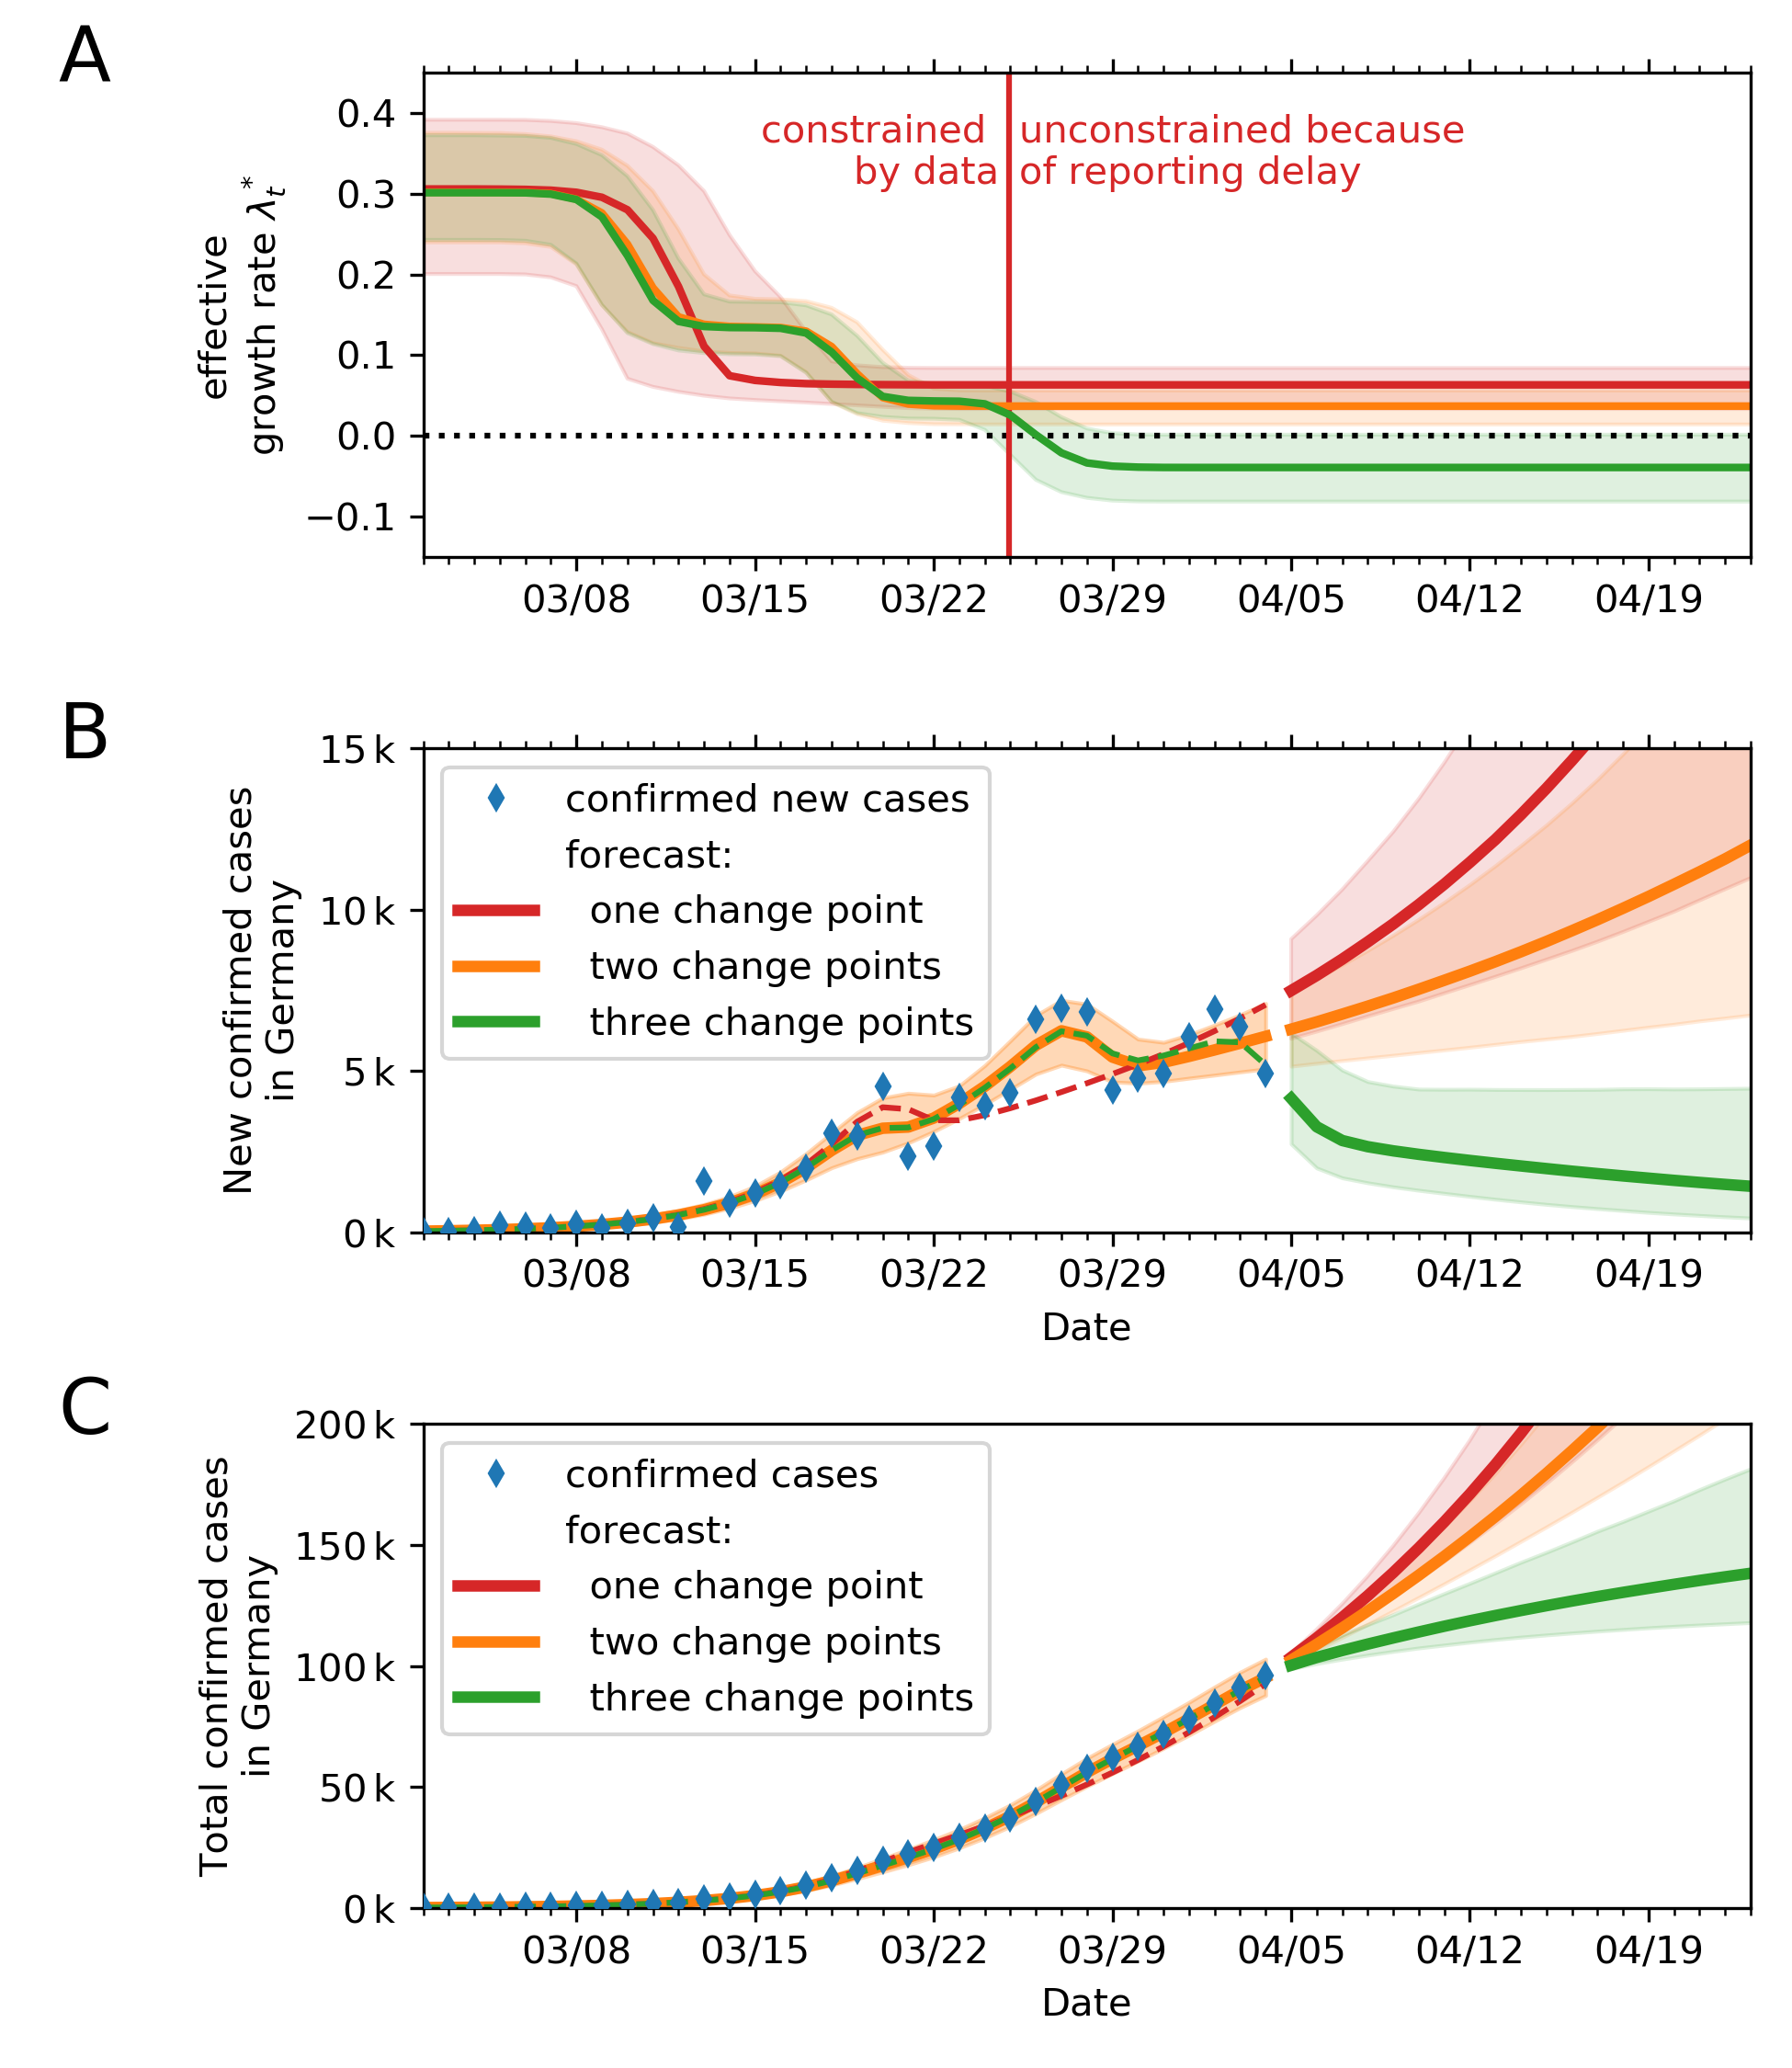 A
constrained unconstrained because
by data of reporting delay
effective
growth rate λ*t
0.4
0.3
0.2
0.1
0.0
−0.1
03/08 03/15 03/22 03/29 04/05 04/12 04/19
B
New confirmed cases
in Germany
15 k
10 k
5 k
0 k
confirmed new cases
forecast:
one change point
two change points
three change points
03/08 03/15 03/22 03/29 04/05 04/12 04/19
Date
C
Total confirmed cases
in Germany
200 k
150 k
100 k
50 k
0 k
confirmed cases
forecast:
one change point
two change points
three change points
03/08 03/15 03/22 03/29 04/05 04/12 04/19
Date